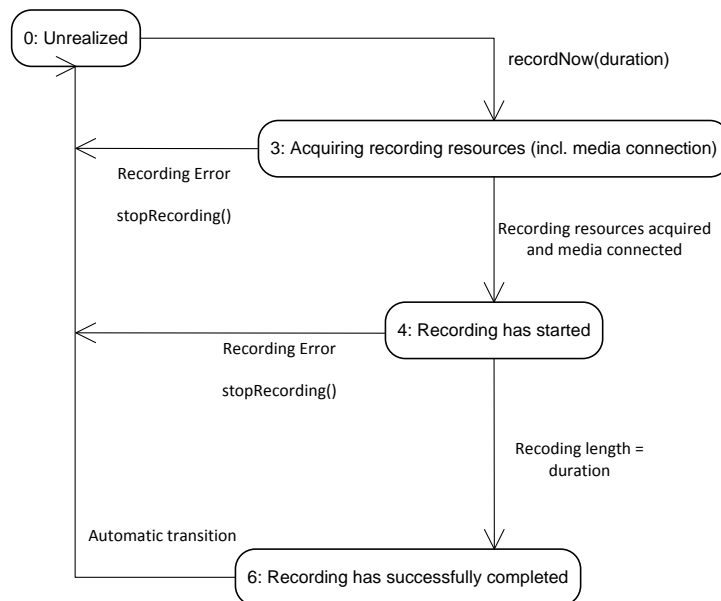 0: Unrealized
recordNow(duration)
3: Acquiring recording resources (incl. media connection)
Recording Error
stopRecording()
Recording resources acquired
and media connected
4: Recording has started
Recording Error
stopRecording()
Recoding length =
duration
Automatic transition
6: Recording has successfully completed